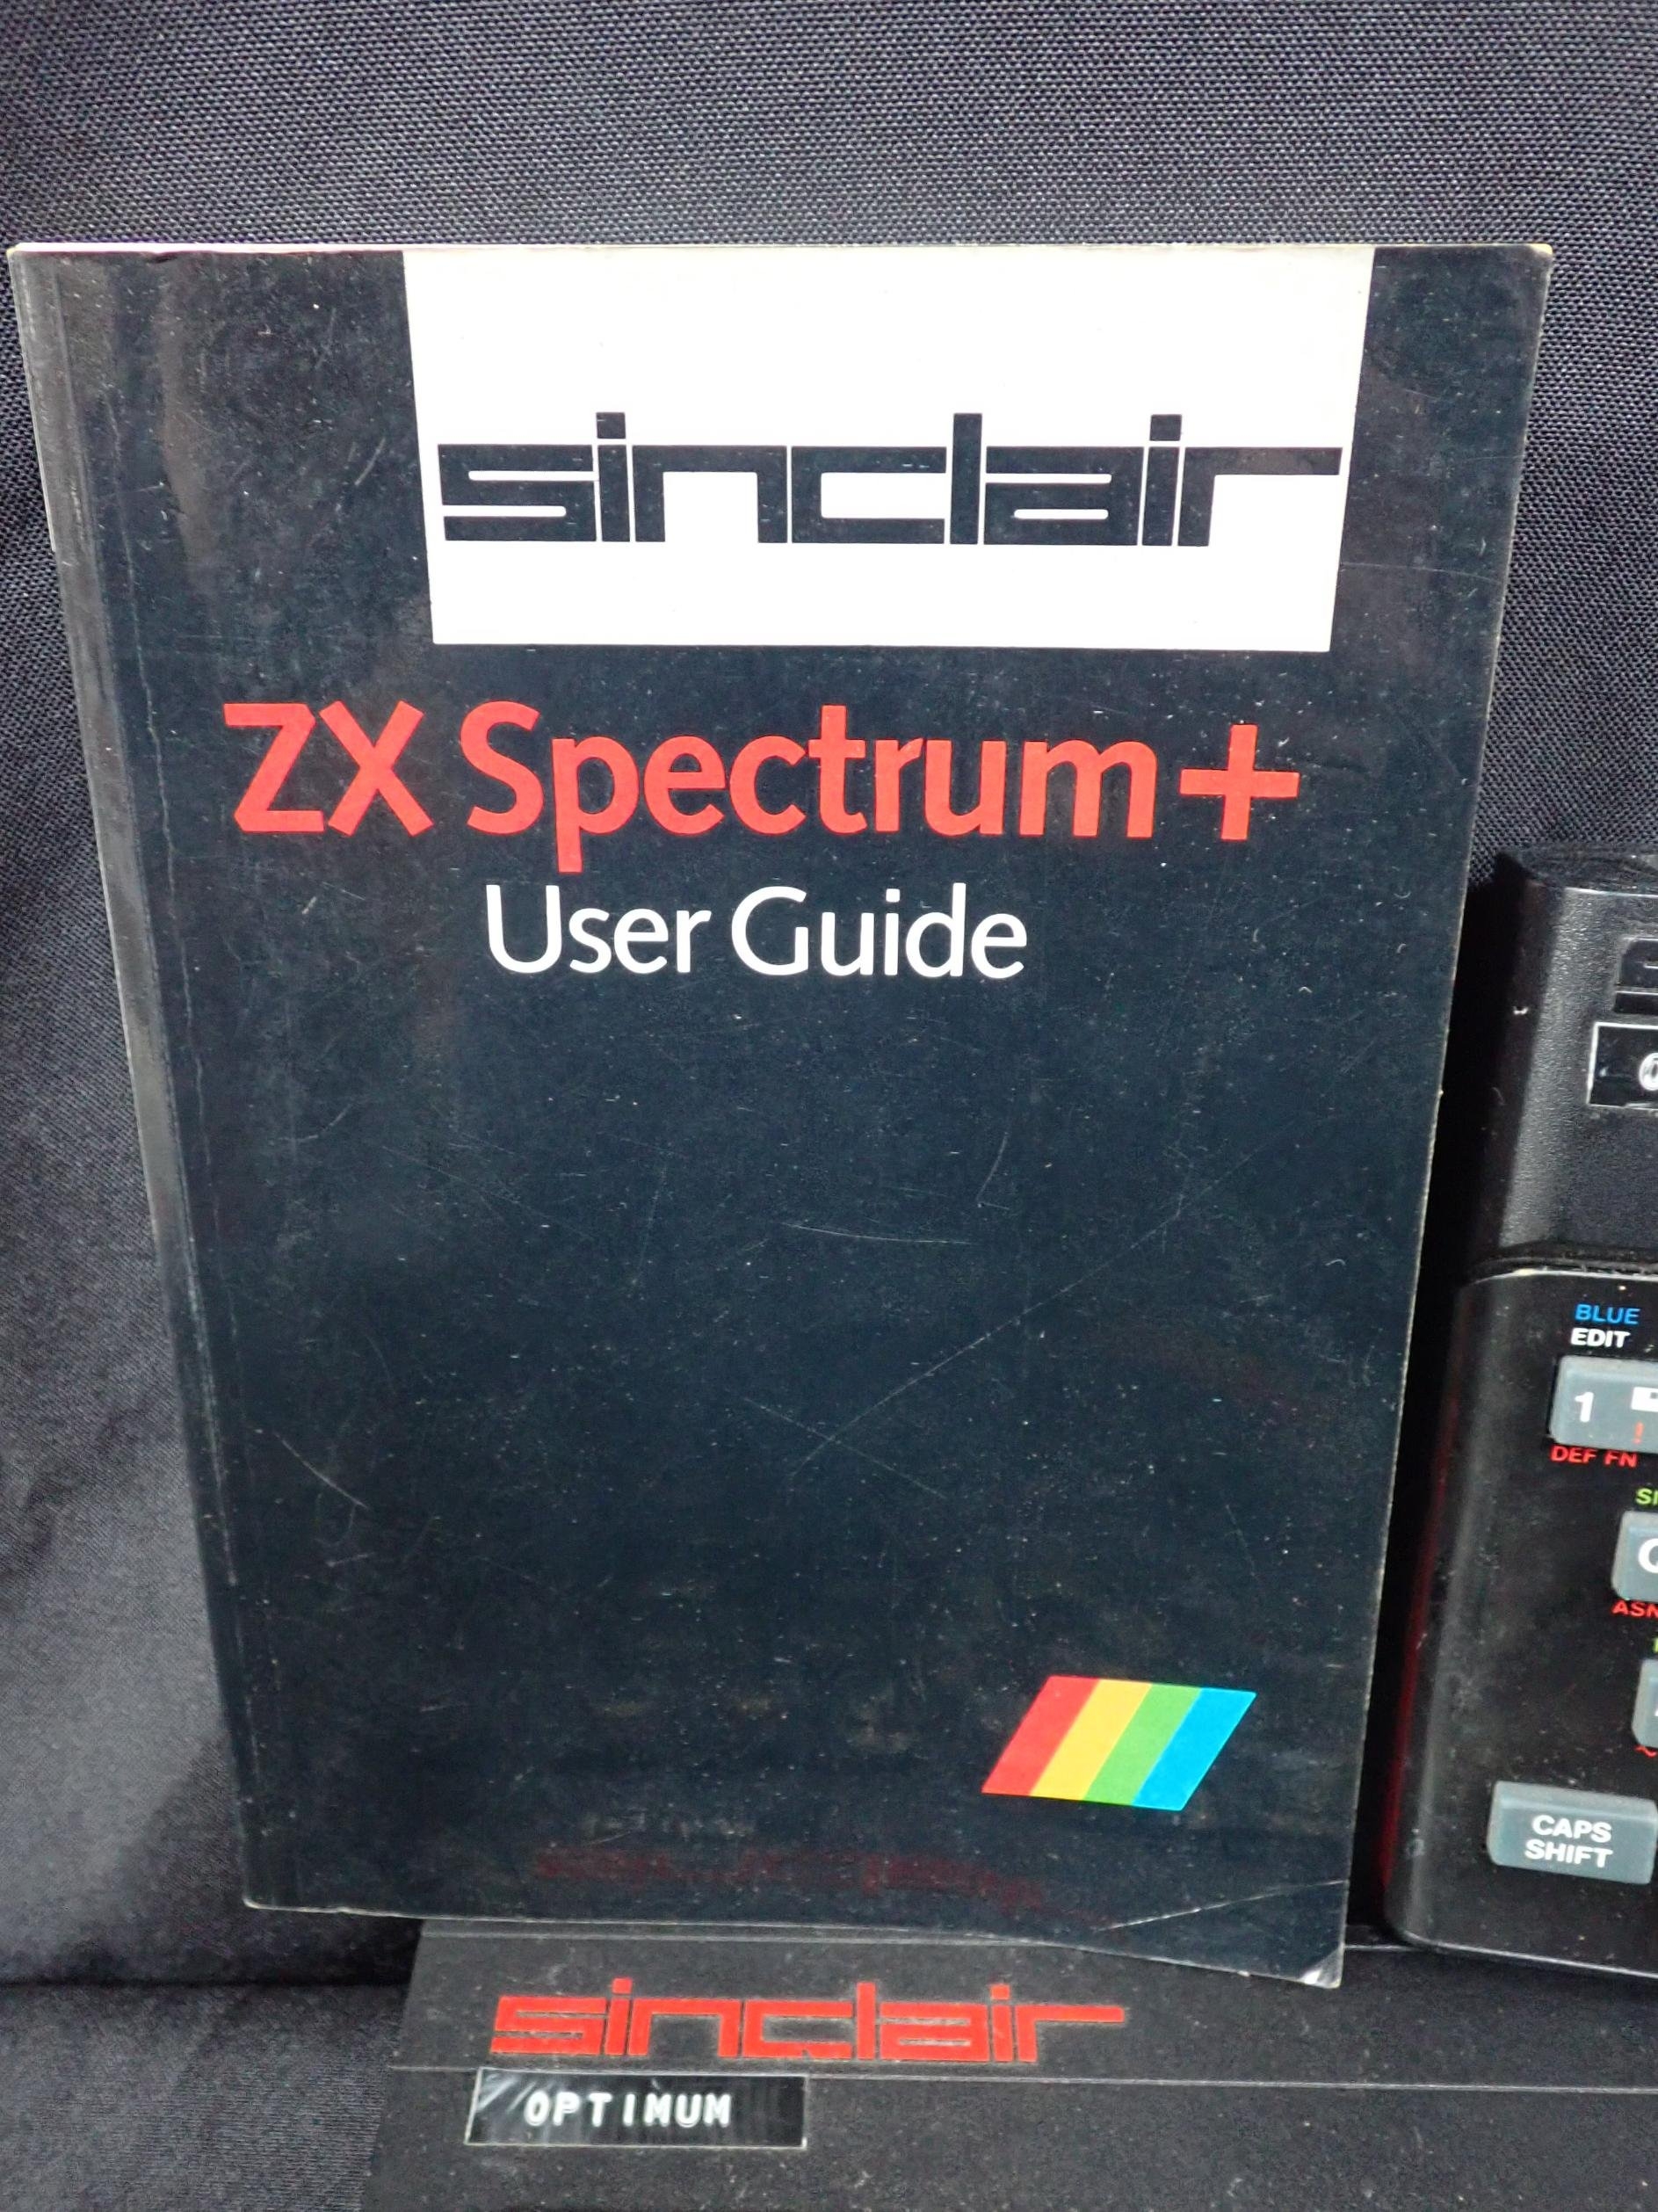 sinclair
ZX Spectrum+
User Guide
BLUE
EDIT
1
!
DEF FN
CAPS
SHIFT
sinclair
OPTIMUM